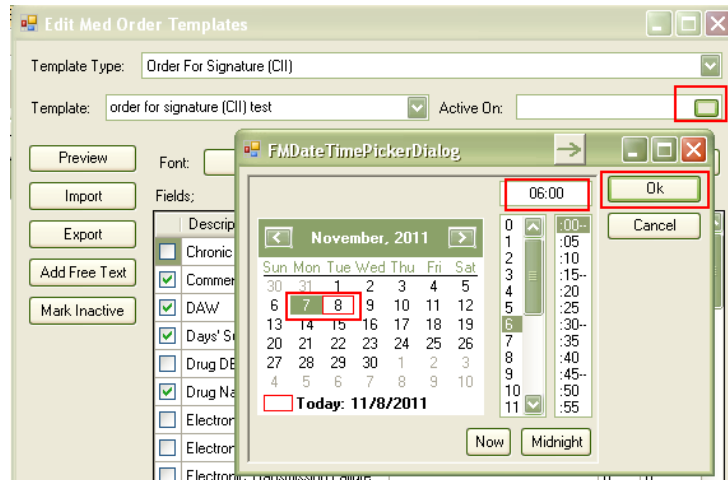 Edit Med Order Templates
Template Type: Order For Signature (CII)
Template: order for signature (CII) test Active On:
Preview
Import
Export
Add Free Text
Mark Inactive
Font:
Fields;
Descrip
Chronic
Commer
DAW
Days' Su
Drug DE
Drug Na
Electron
Electron
Electronic Transmission Failure
FMDateTimePickerDialog
06:00
Ok
Cancel
November, 2011
Sun Mon Tue Wed Thu Fri Sat
30 31 1 2 3 4 5
6 7 8 9 10 11 12
13 14 15 16 17 18 19
20 21 22 23 24 25 26
27 28 29 30 1 2 3
4 5 6 7 8 9 10
Today: 11/8/2011
0 :00--
1 :05
2 :10
3 :15--
4 :20
5 :25
6 :30--
7 :35
8 :40
9 :45--
10 :50
11 :55
Now
Midnight